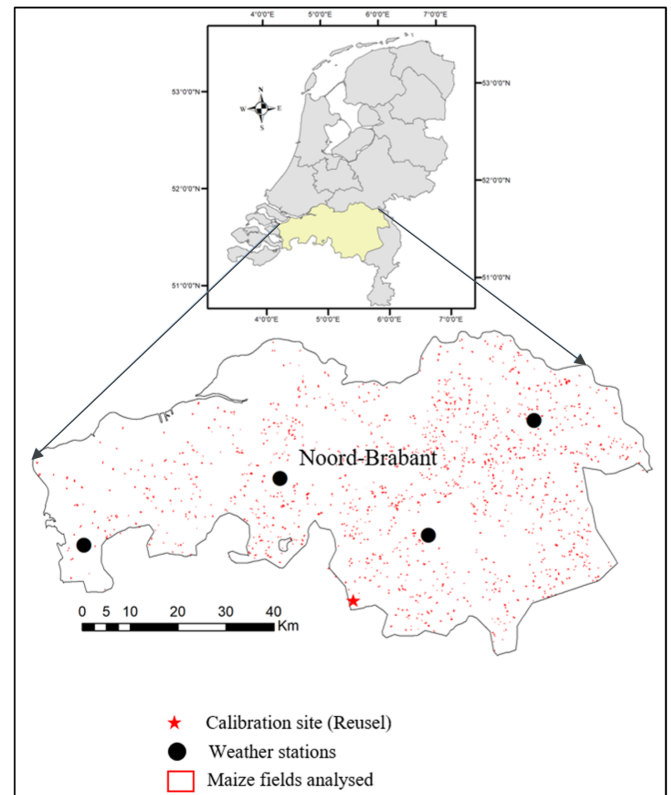 4°0'0"E 5°0'0"E 6°0'0"E 7°0'0"E
N
W E
S
53°0'0"N 53°0'0"N
52°0'0"N 52°0'0"N
51°0'0"N 51°0'0"N
4°0'0"E 5°0'0"E 6°0'0"E 7°0'0"E
Noord-Brabant
0 5 10 20 30 40
Km
Calibration site (Reusel)
Weather stations
Maize fields analysed